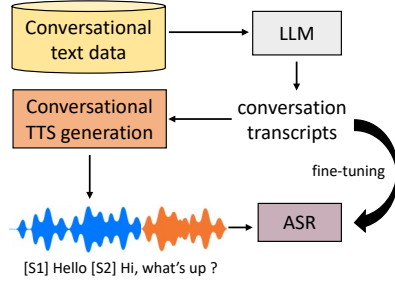 Conversational
text data
LLM
Conversational
TTS generation
conversation
transcripts
fine-tuning
ASR
[S1] Hello [S2] Hi, what's up ?